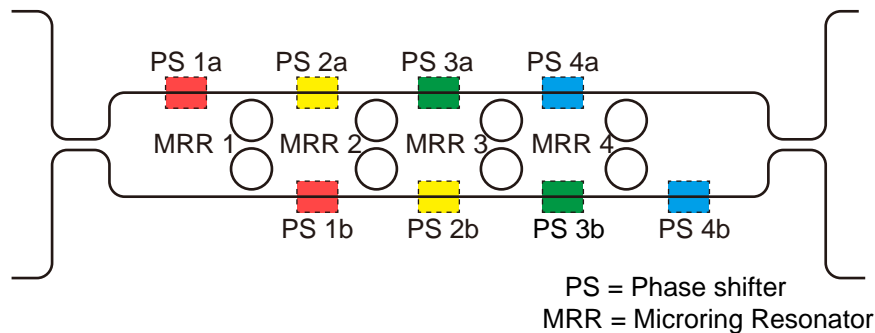 PS 1a PS 2a PS 3a PS 4a
MRR 1 MRR 2 MRR 3 MRR 4
PS 1b PS 2b PS 3b PS 4b
PS = Phase shifter
MRR = Microring Resonator